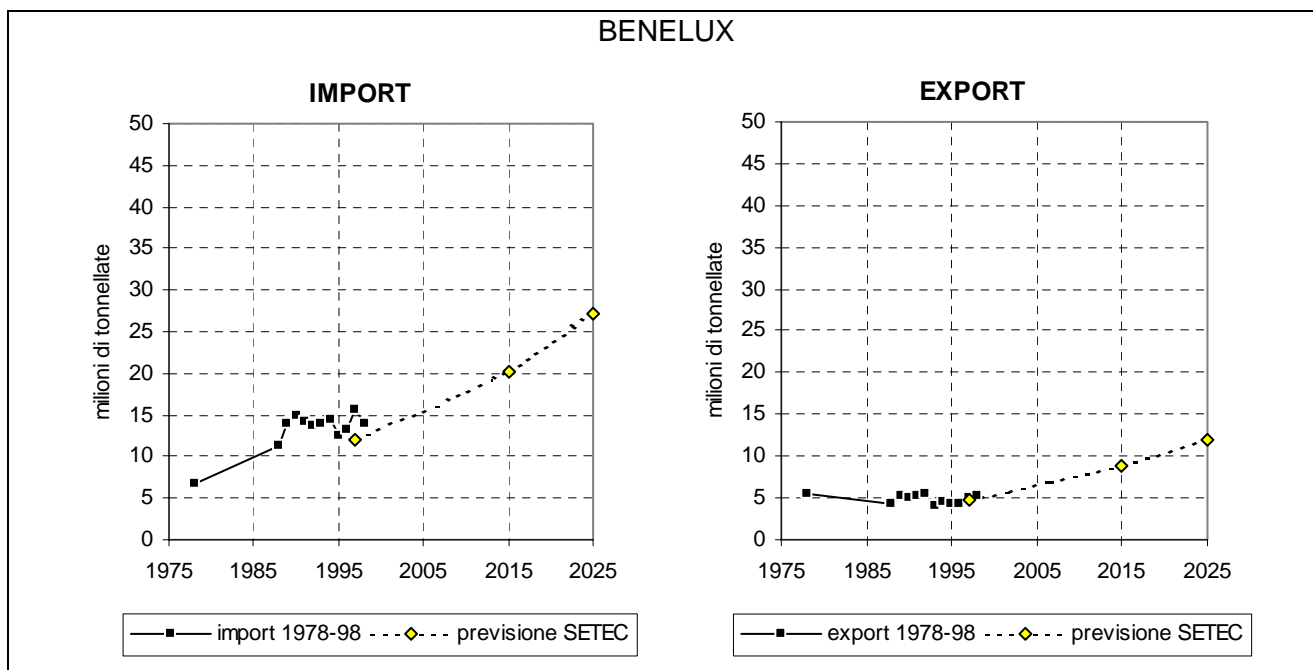 BENELUX
IMPORT
milioni di tonnellate
50
45
40
35
30
25
20
15
10
5
0
1975 1985 1995 2005 2015 2025
import 1978-98 previsione SETEC
EXPORT
milioni di tonnellate
50
45
40
35
30
25
20
15
10
5
0
1975 1985 1995 2005 2015 2025
export 1978-98 previsione SETEC